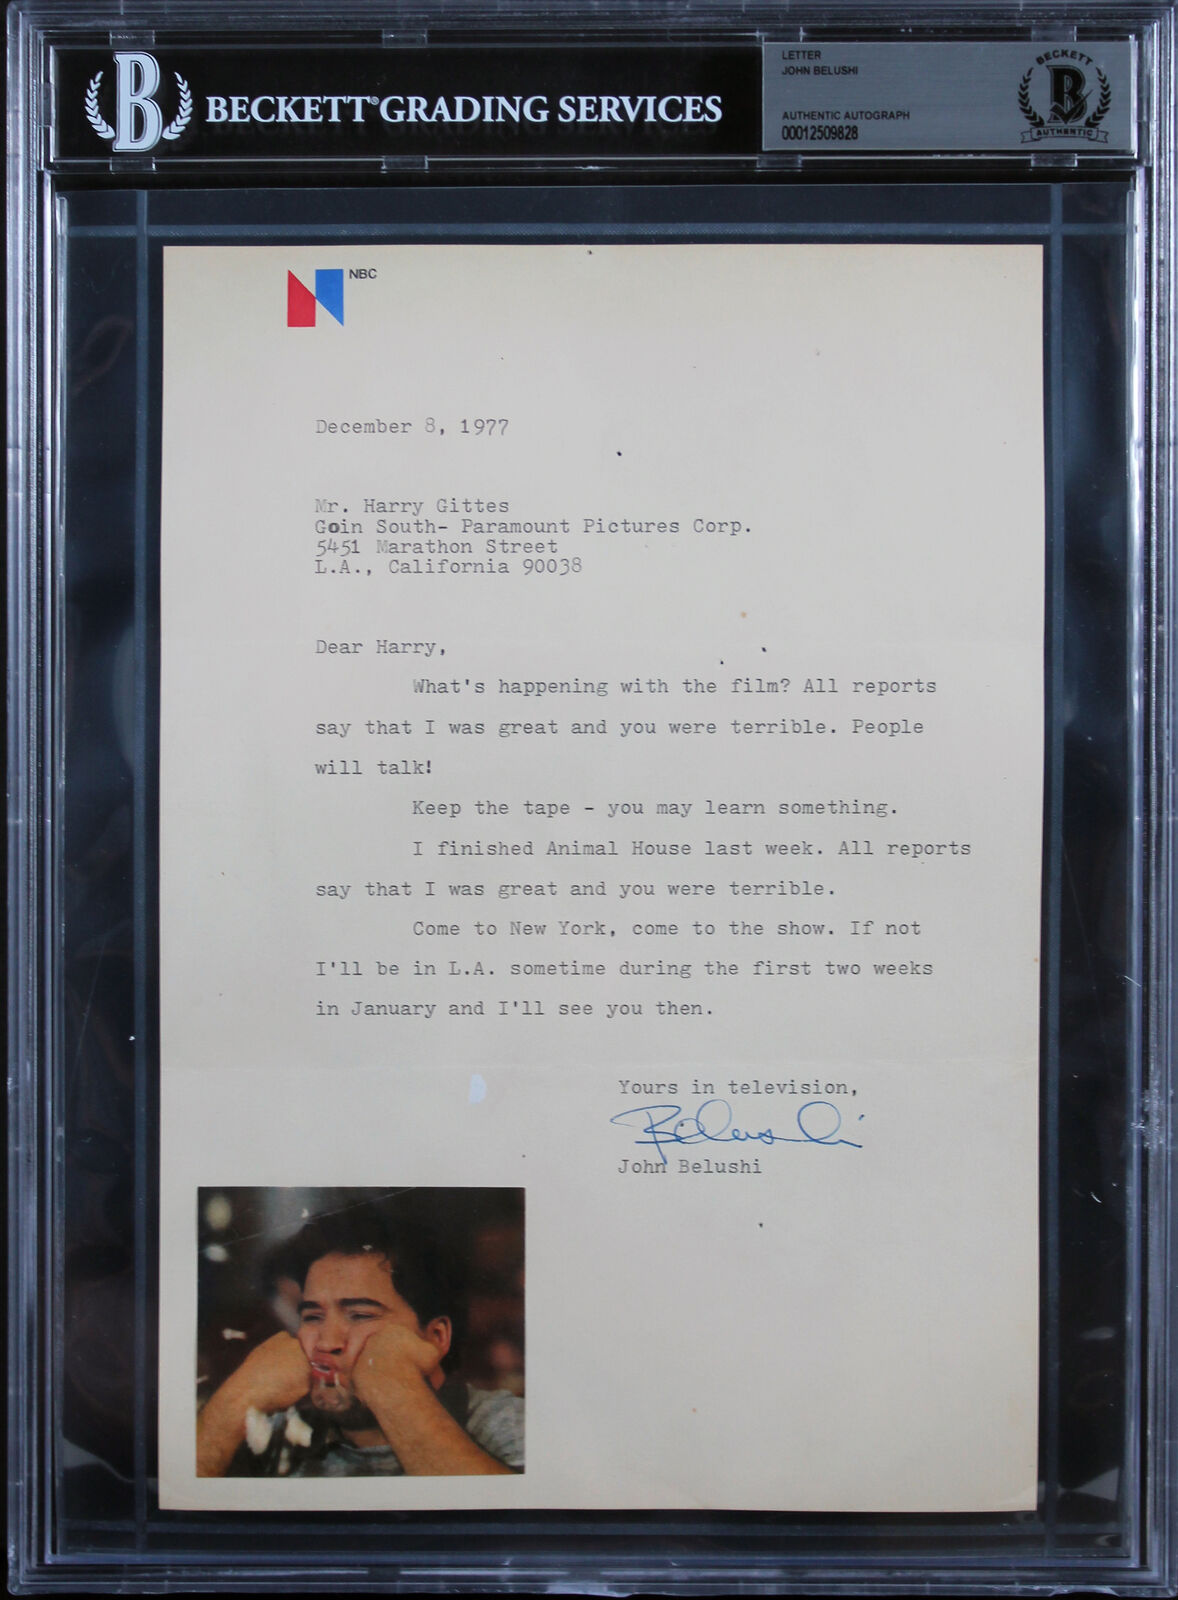 B
BECKETT® GRADING SERVICES
LETTER
JOHN BELUSHI
AUTHENTIC AUTOGRAPH
00012509828
BECKETT
B
AUTHENTIC
NBC
December 8, 1977
Mr. Harry Gittes
Goin South- Paramount Pictures Corp.
5451 Marathon Street
L.A., California 90038
Dear Harry,
What's happening with the film? All reports
say that I was great and you were terrible. People
will talk!
Keep the tape - you may learn something.
I finished Animal House last week. All reports
say that I was great and you were terrible.
Come to New York, come to the show. If not
I'll be in L.A. sometime during the first two weeks
in January and I'll see you then.
Yours in television,
Belushi
John Belushi